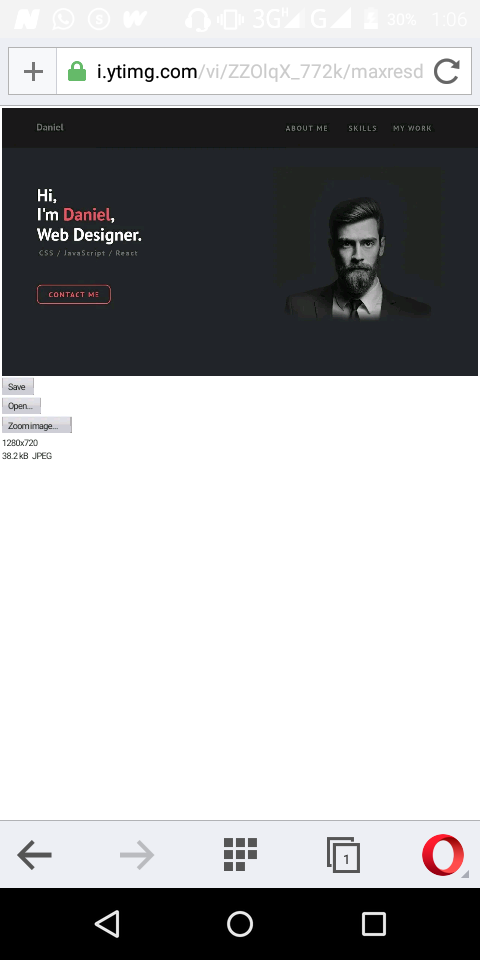 3G H G 30% 1:06
i.ytimg.com/vi/ZZOlqX_772k/maxresd
Daniel ABOUT ME SKILLS MY WORK
Hi,
I'm Daniel,
Web Designer.
CSS / JavaScript / React
CONTACT ME
Save
Open...
Zoom image...
1280x720
38.2 kB JPEG
1